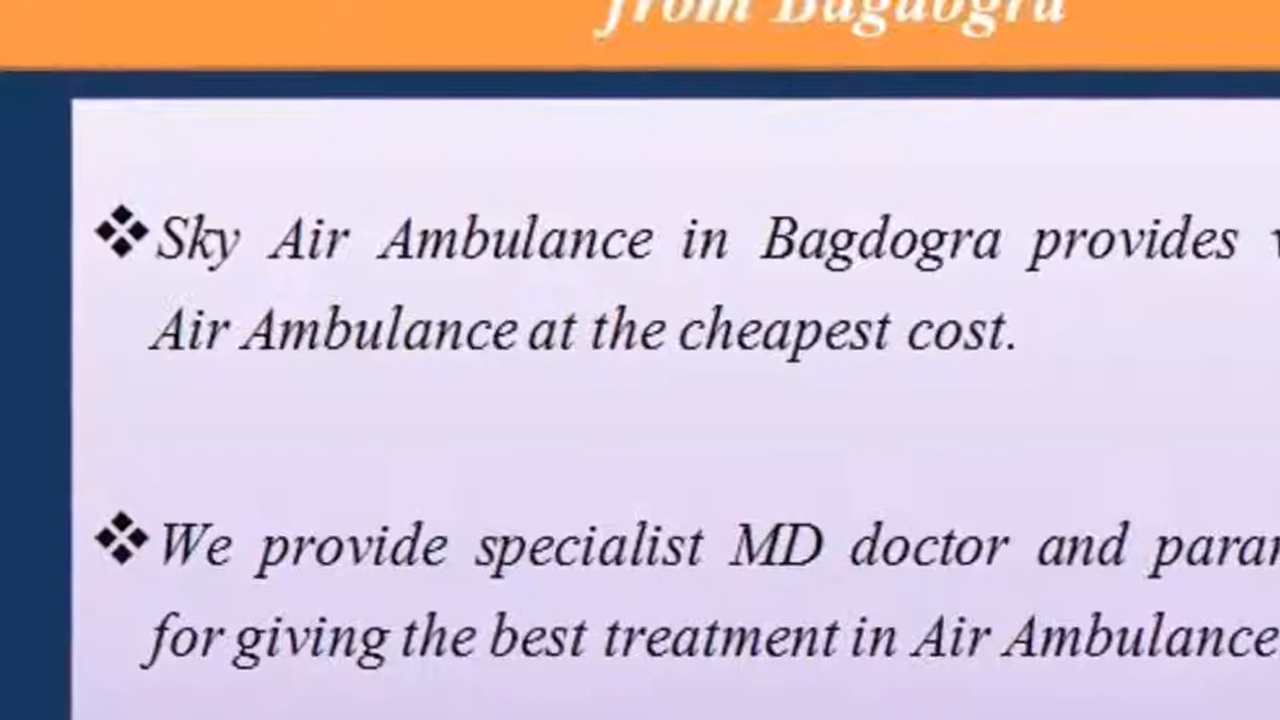 from Bagdogra
Sky Air Ambulance in Bagdogra provides
Air Ambulance at the cheapest cost.
We provide specialist MD doctor and
for giving the best treatment in Air Ambulance